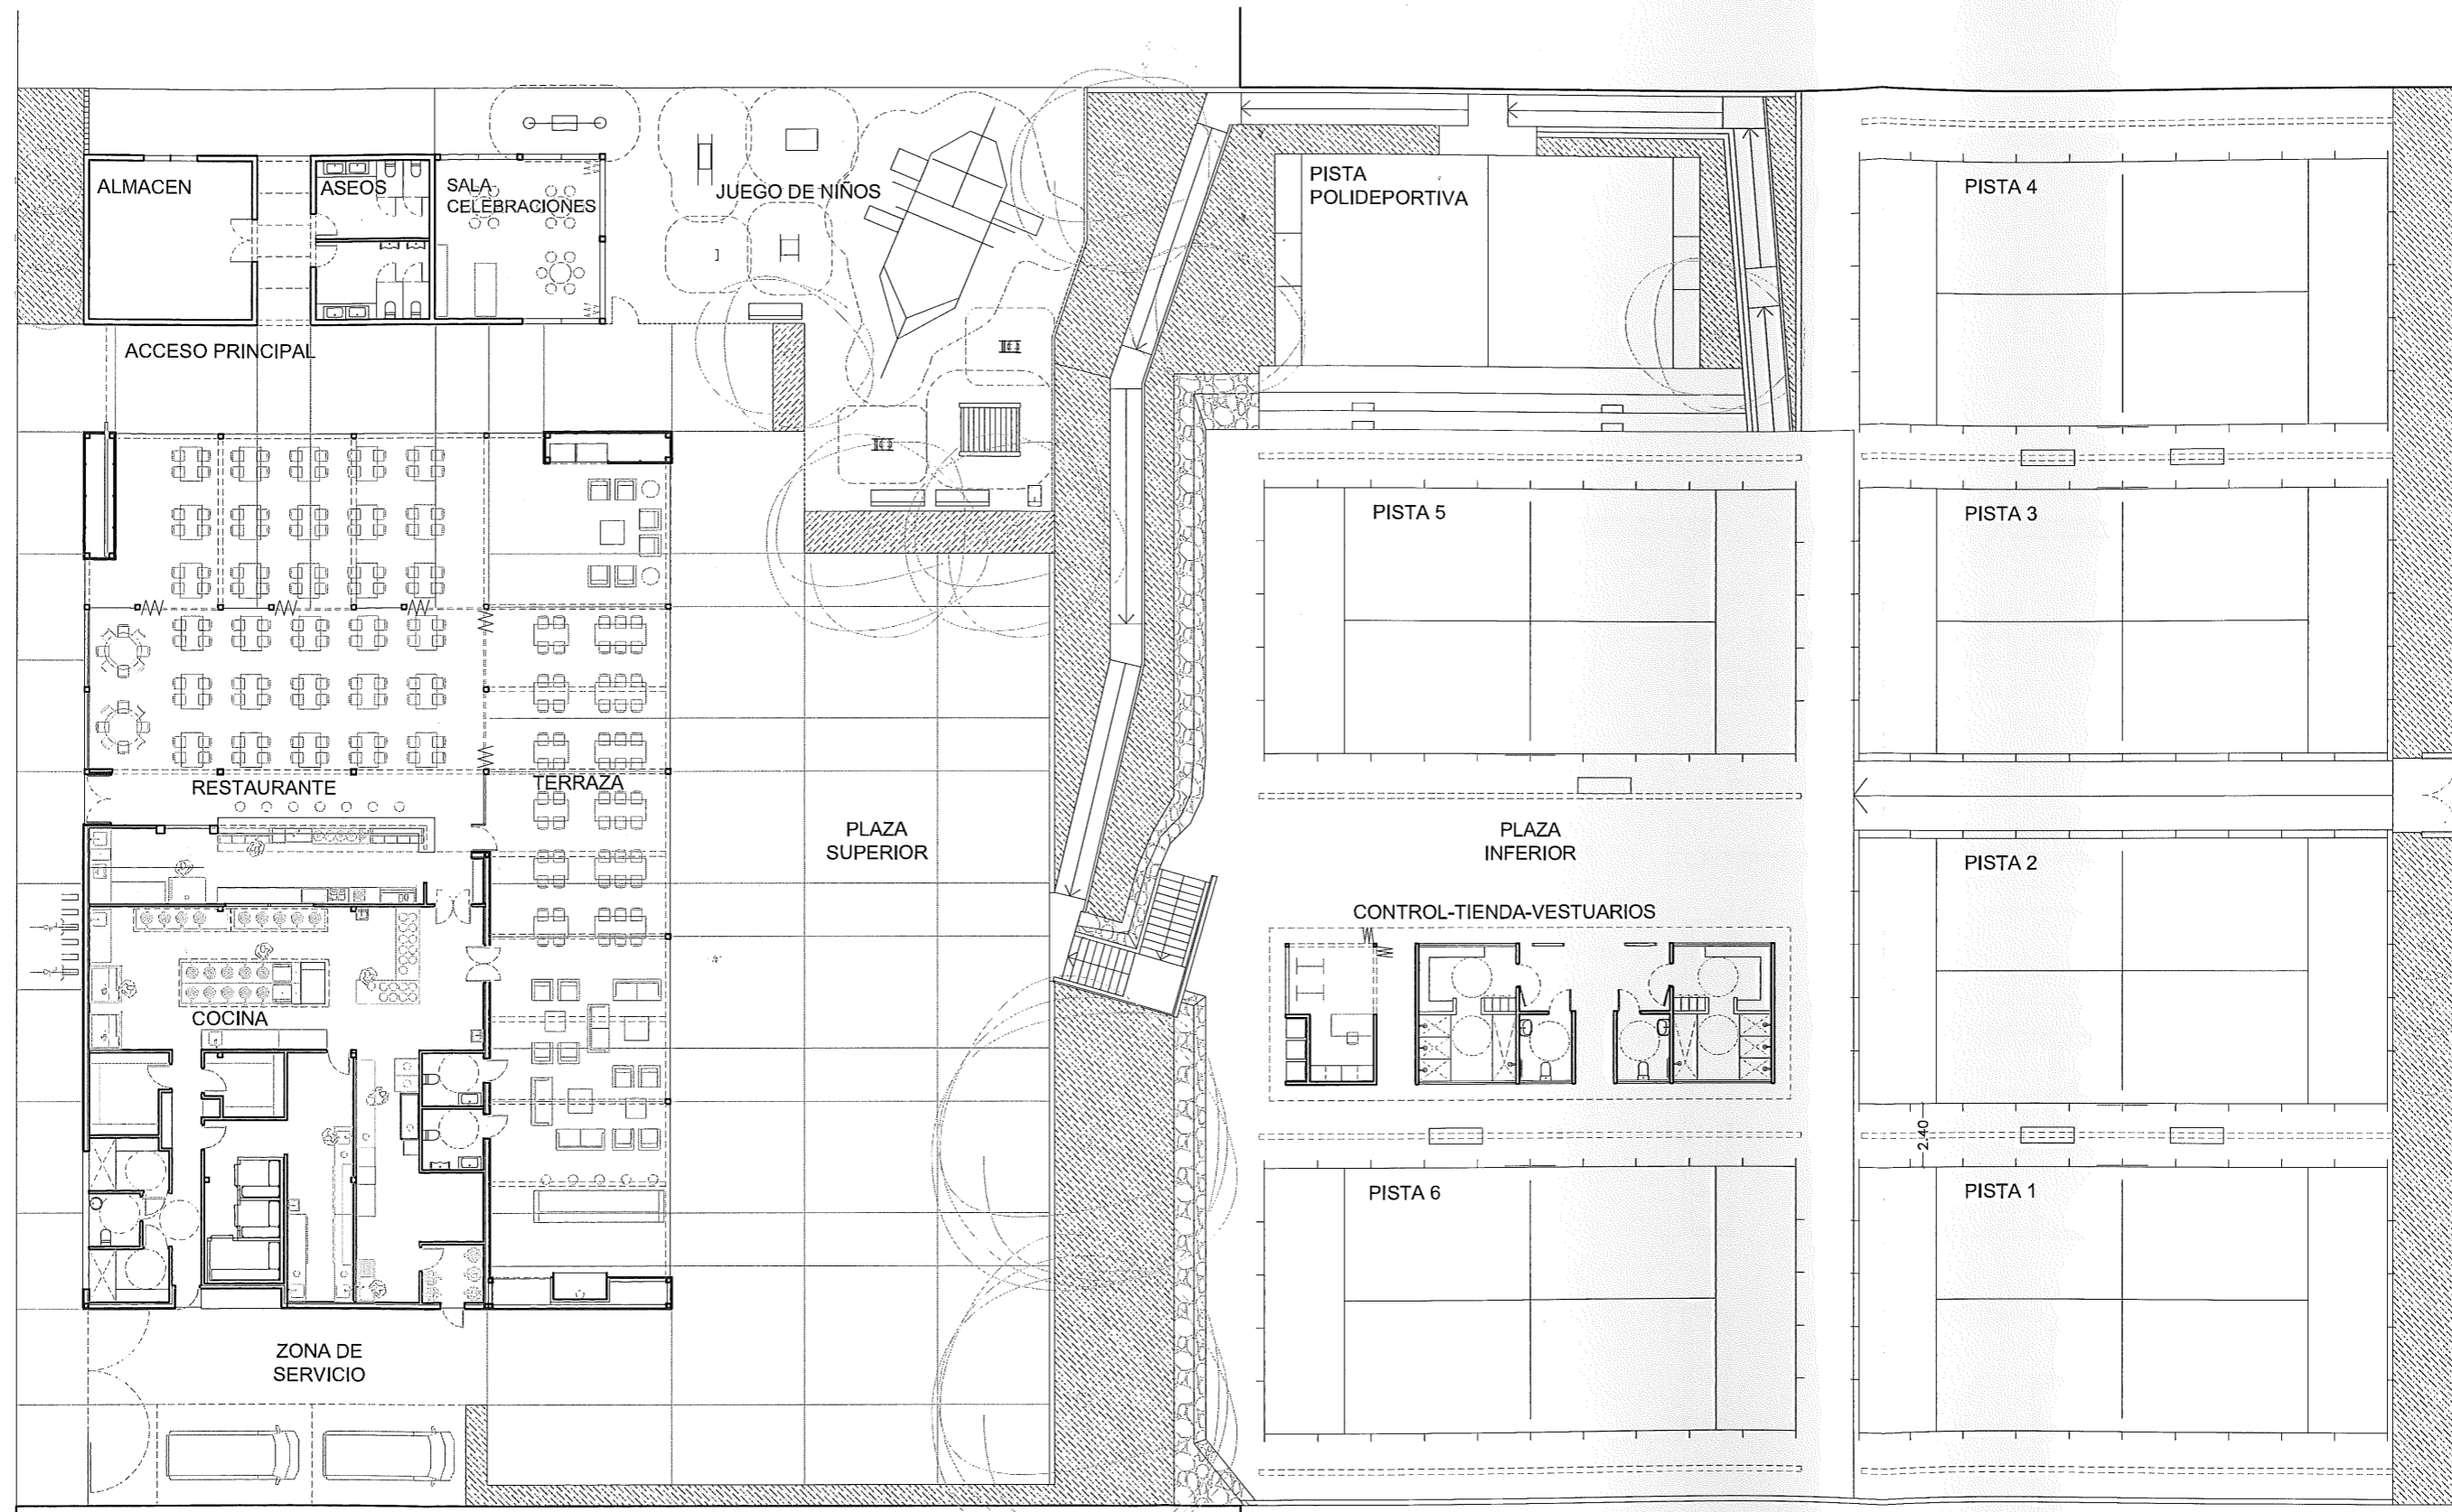 ALMACEN
ASEOS
SALA
CELEBRACIONES
JUEGO DE NIÑOS
PISTA
POLIDEPORTIVA
PISTA 4
ACCESO PRINCIPAL
PISTA 5
PISTA 3
RESTAURANTE
TERRAZA
PLAZA
SUPERIOR
PLAZA
INFERIOR
PISTA 2
CONTROL-TIENDA-VESTUARIOS
COCINA
2.40
PISTA 6
PISTA 1
ZONA DE
SERVICIO